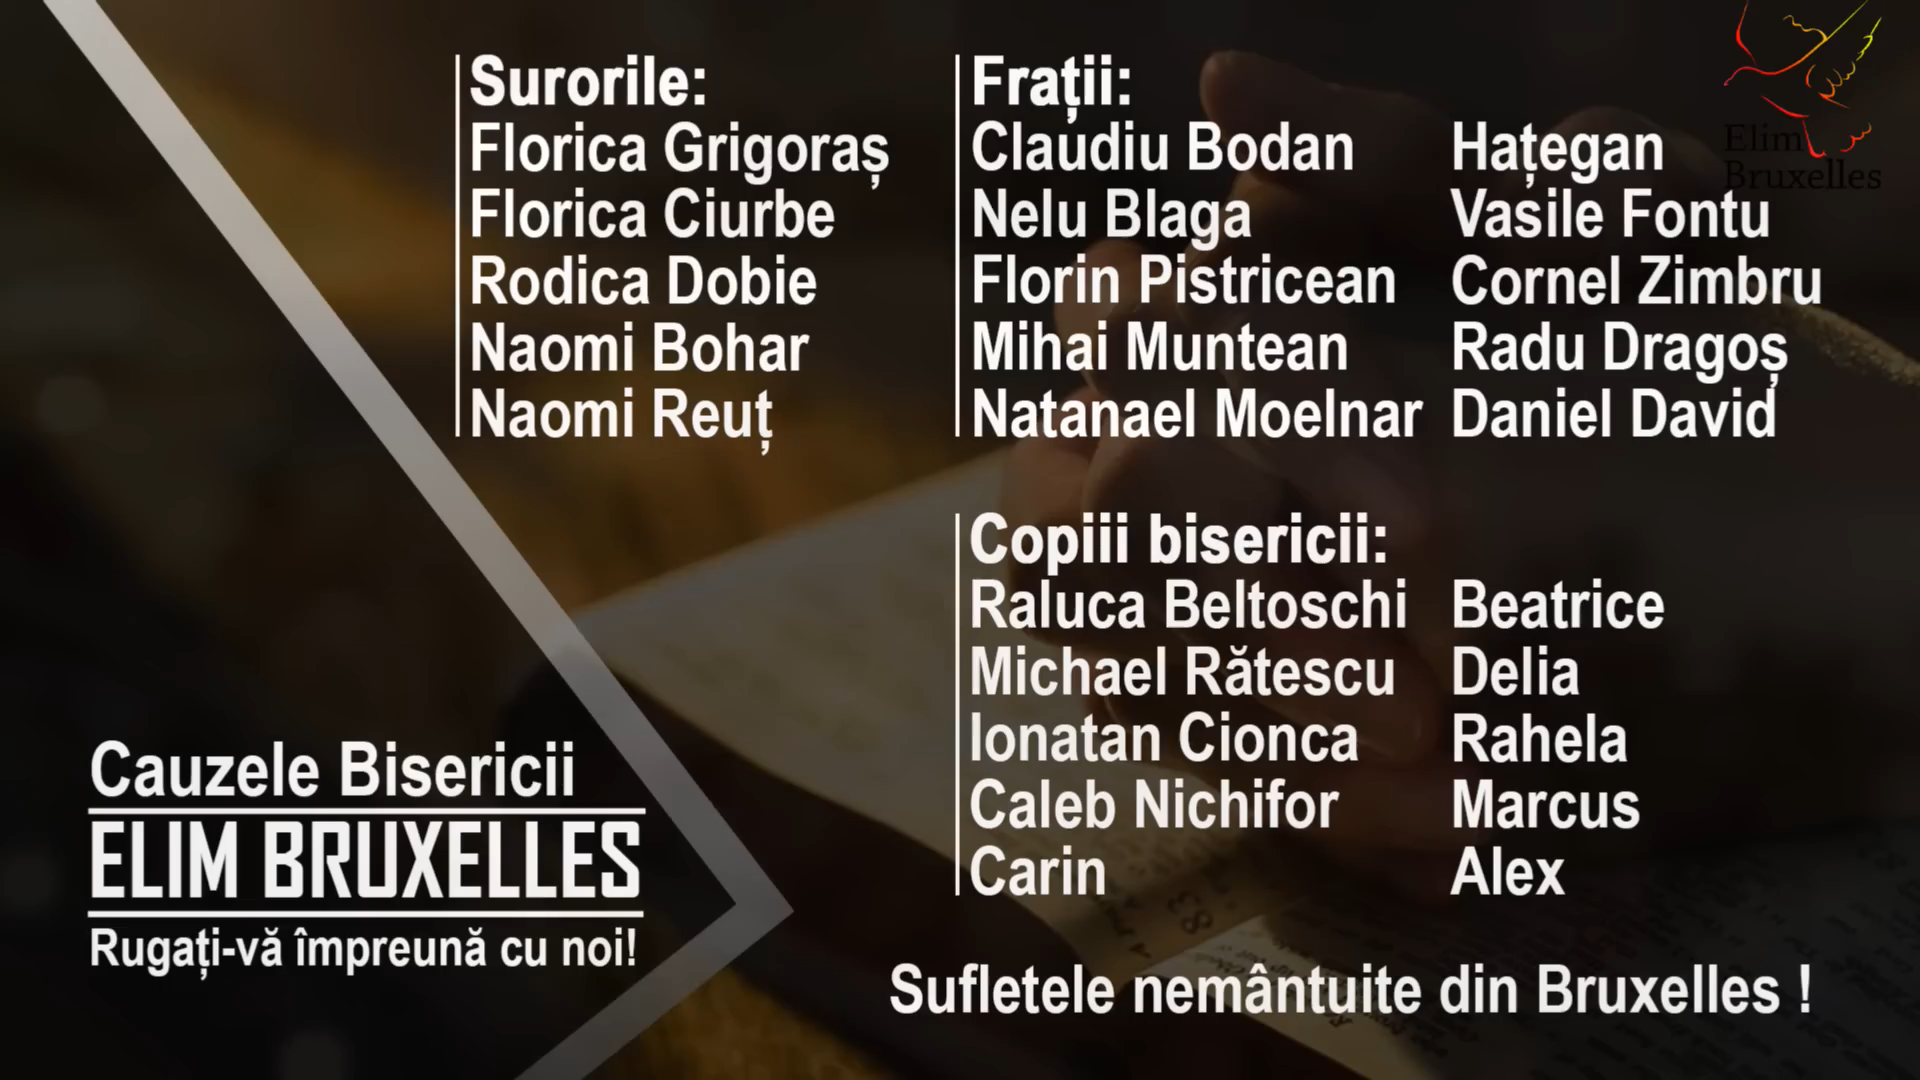 Surorile:
Florica Grigoraș
Florica Ciurbe
Rodica Dobie
Naomi Bohar
Naomi Reuț
Frații:
Claudiu Bodan
Nelu Blaga
Florin Pistricean
Mihai Muntean
Natanael Moelnar
Hațegan
Vasile Fontu
Cornel Zimbru
Radu Dragoș
Daniel David
Elim
Bruxelles
Copiii bisericii:
Raluca Beltoschi
Michael Rătescu
Ionatan Cionca
Caleb Nichifor
Carin
Beatrice
Delia
Rahela
Marcus
Alex
Cauzele Bisericii
ELIM BRUXELLES
Rugați-vă împreună cu noi!
Sufletele nemântuite din Bruxelles !